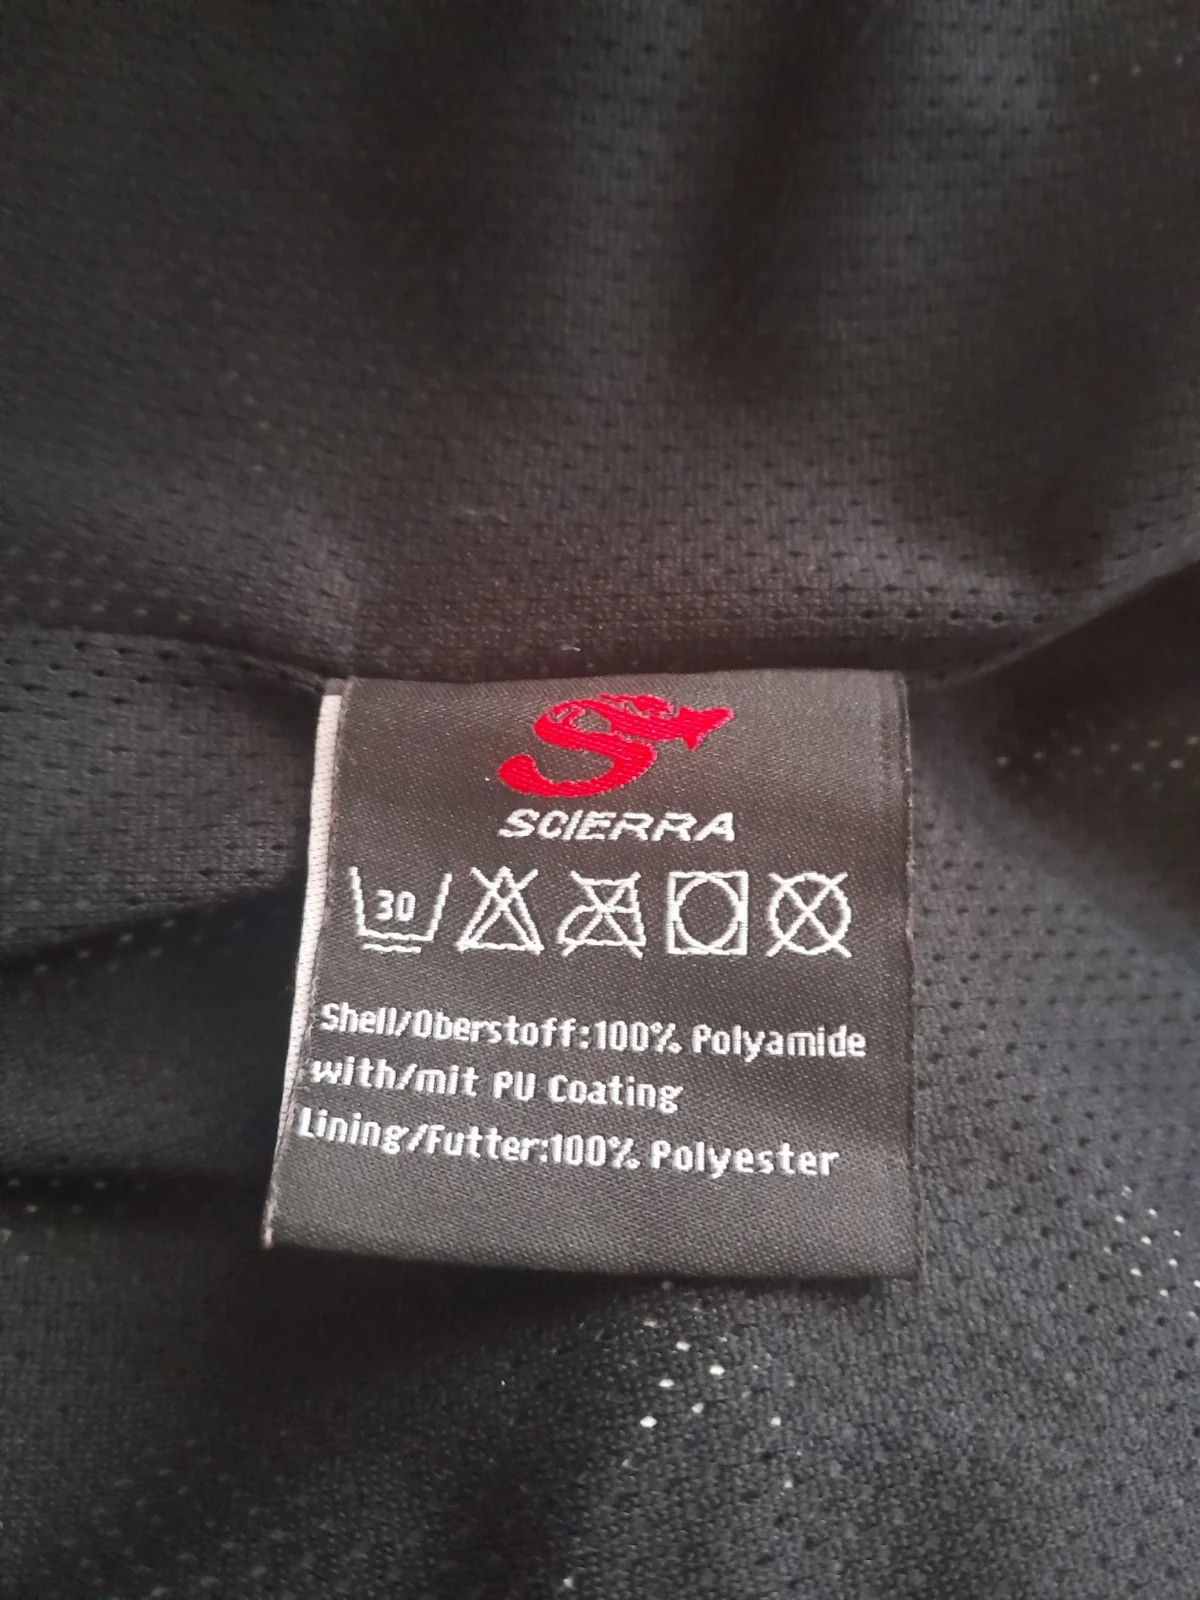 SCIERRA
30
Shell/Oberstoff:100% Polyamide
with/mit PU Coating
Lining/Futter:100% Polyester